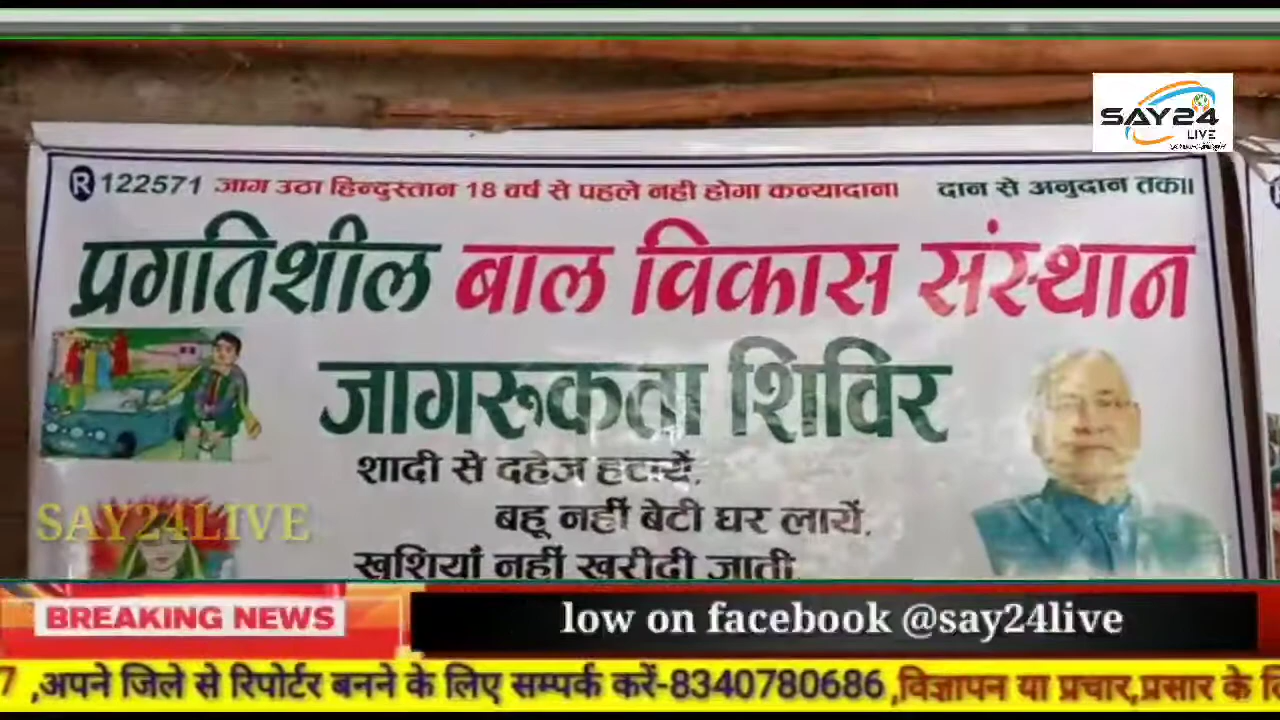 SAY24
LIVE
R 122571 जाग उठा हिन्दुस्तान 18 वर्ष से पहले नही होगा कन्यादान। दान से अनुदान तक॥
प्रगतिशील बाल विकास संस्थान
जागरूकता शिविर
शादी से दहेज हटायें,
बहू नहीं बेटी घर लायें,
SAY24LIVE
खुशियाँ नहीं खरीदी जाती
BREAKING NEWS
low on facebook @say24live
7 ,अपने जिले से रिपोर्टर बनने के लिए सम्पर्क करें-8340780686 ,विज्ञापन या प्रचार,प्रसार के